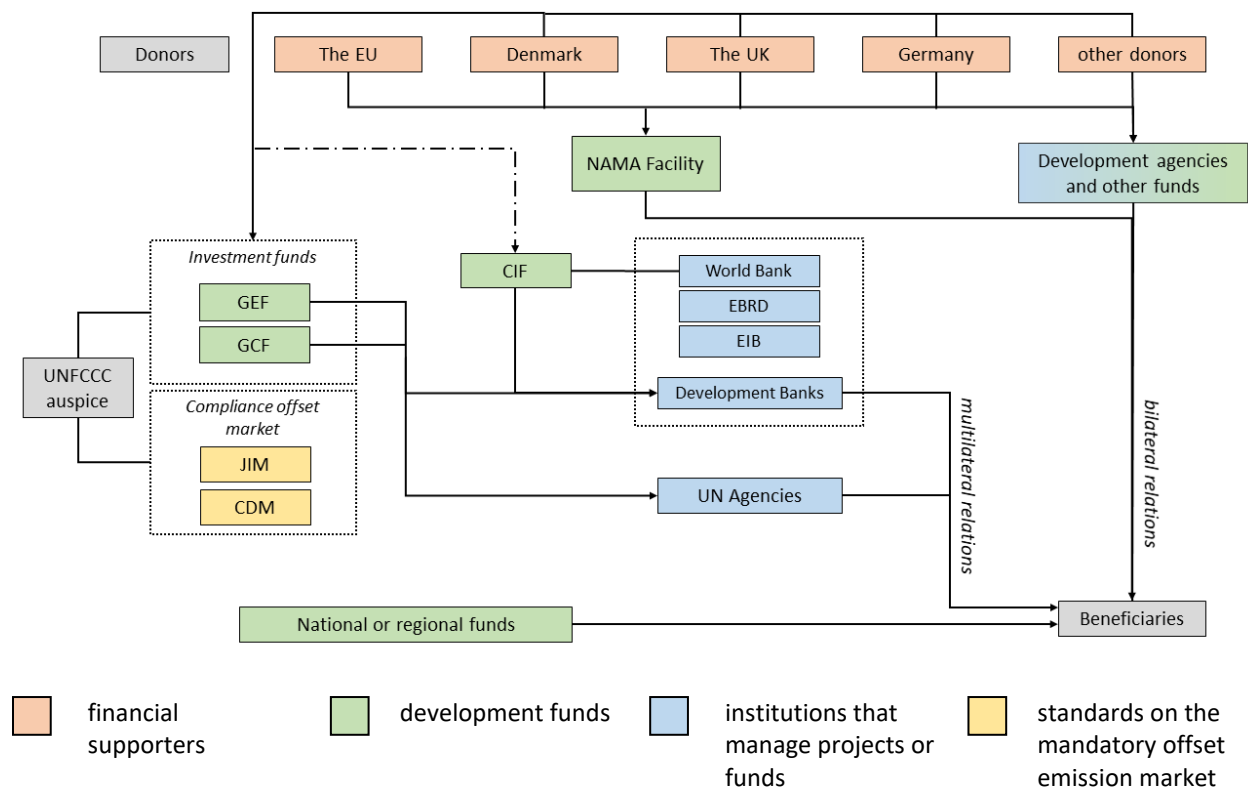 Donors
The EU
Denmark
The UK
Germany
other donors
NAMA Facility
Development agencies
and other funds
Investment funds
GEF
GCF
CIF
World Bank
EBRD
EIB
Development Banks
UNFCCC
auspice
Compliance offset
market
JIM
CDM
UN Agencies
multilateral relations
bilateral relations
National or regional funds
Beneficiaries
financial
supporters
development funds
institutions that
manage projects or
funds
standards on the
mandatory offset
emission market